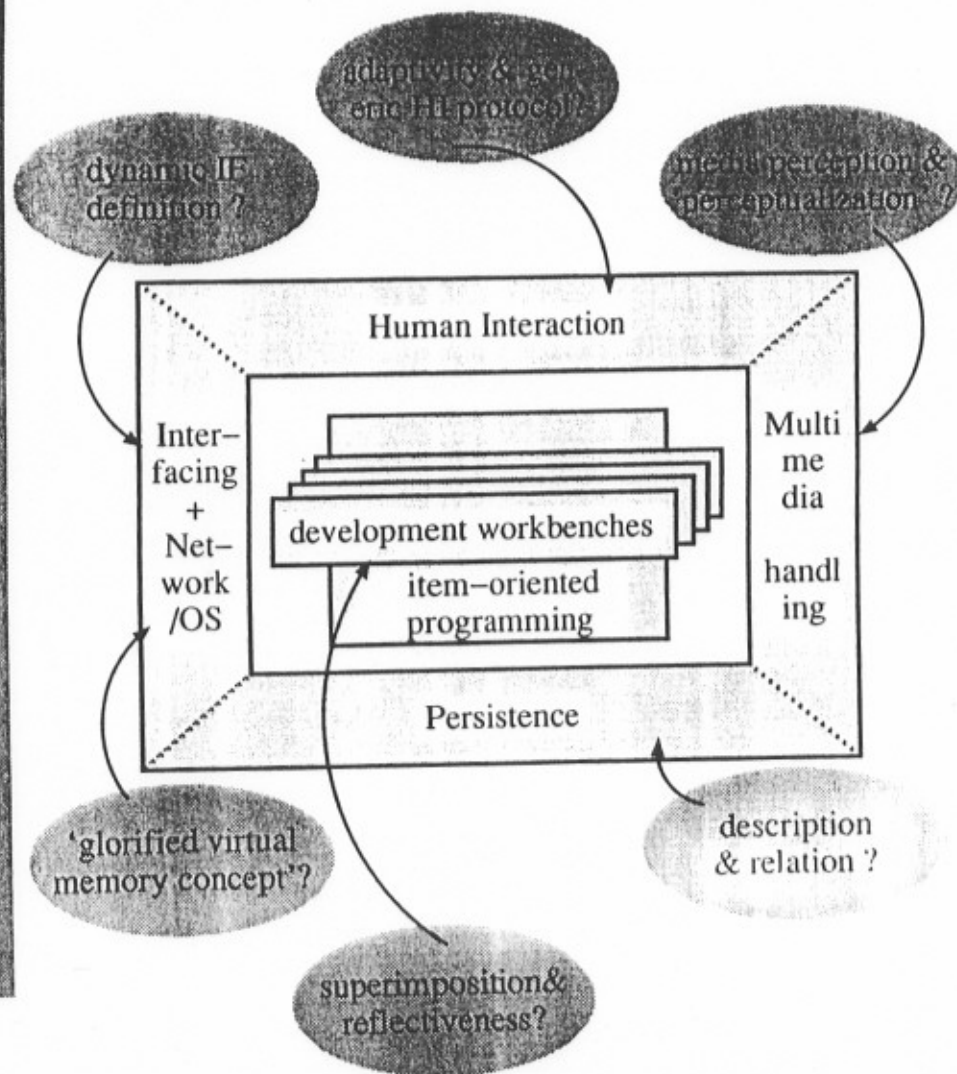 adaptivity & gen-
eric HI protocol?
dynamic IF
definition ?
media perception &
'perceptualization' ?
Human Interaction
Inter–
facing
+
Net–
work
/OS
Multi
me
dia
handl
ing
development workbenches
item–oriented
programming
Persistence
'glorified virtual
memory concept'?
description
& relation ?
superimposition&
reflectiveness?